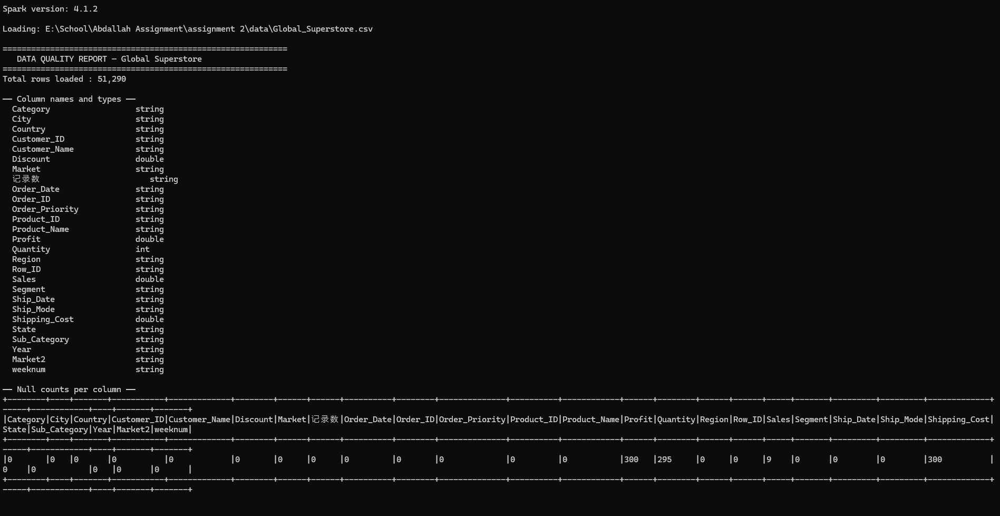 Spark version: 4.1.2
Loading: E:\School\Abdallah Assignment\assignment 2\data\Global_Superstore.csv
============================================================
   DATA QUALITY REPORT — Global Superstore
============================================================
Total rows loaded : 51,290
── Column names and types ──
  Category                  string
  City                      string
  Country                   string
  Customer_ID               string
  Customer_Name             string
  Discount                  double
  Market                    string
  记录数                       string
  Order_Date                string
  Order_ID                  string
  Order_Priority            string
  Product_ID                string
  Product_Name              string
  Profit                    double
  Quantity                  int
  Region                    string
  Row_ID                    string
  Sales                     double
  Segment                   string
  Ship_Date                 string
  Ship_Mode                 string
  Shipping_Cost             double
  State                     string
  Sub_Category              string
  Year                      string
  Market2                   string
  weeknum                   string
── Null counts per column ──
+--------+----+-------+-----------+-------------+--------+------+------+----------+--------+--------------+----------+------------+------+--------+------+------+-----+-------+---------+---------+-------------+
-----+------------+----+-------+-------+
|Category|City|Country|Customer_ID|Customer_Name|Discount|Market|记录数|Order_Date|Order_ID|Order_Priority|Product_ID|Product_Name|Profit|Quantity|Region|Row_ID|Sales|Segment|Ship_Date|Ship_Mode|Shipping_Cost|
State|Sub_Category|Year|Market2|weeknum|
+--------+----+-------+-----------+-------------+--------+------+------+----------+--------+--------------+----------+------------+------+--------+------+------+-----+-------+---------+---------+-------------+
-----+------------+----+-------+-------+
|0       |0   |0      |0          |0            |0       |0     |0     |0         |0       |0             |0         |0           |300   |295     |0     |0     |9    |0      |0        |0        |300          |
0    |0           |0   |0      |0      |
+--------+----+-------+-----------+-------------+--------+------+------+----------+--------+--------------+----------+------------+------+--------+------+------+-----+-------+---------+---------+-------------+
-----+------------+----+-------+-------+